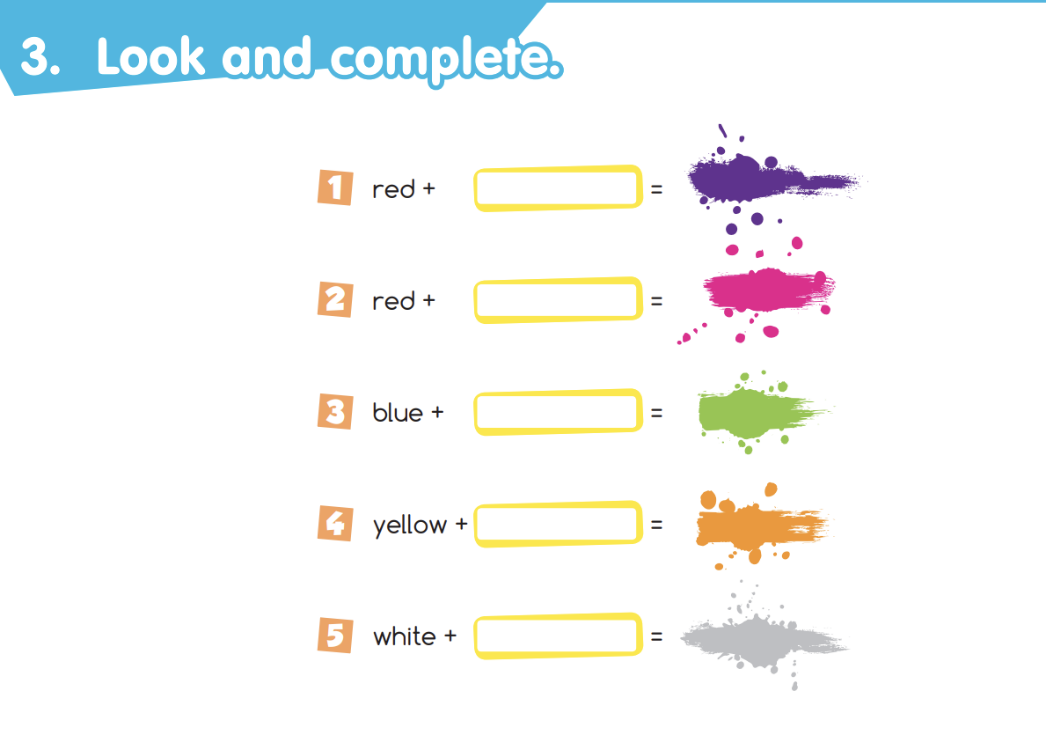 3. Look and complete.
1 red + =
2 red + =
3 blue + =
4 yellow + =
5 white + =